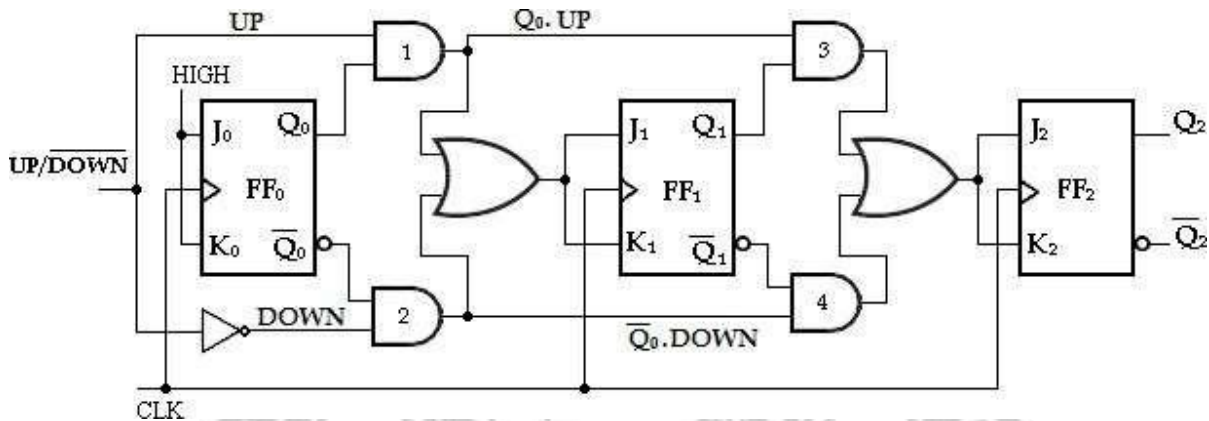 UP
Q₀.UP
1
3
HIGH
J₀
Q₀
J₁
Q₁
J₂
Q₂
UP/D̅O̅W̅N̅
FF₀
FF₁
FF₂
K₀
Q̅₀
K₁
Q̅₁
K₂
Q̅₂
2
4
DOWN
Q̅₀.DOWN
CLK